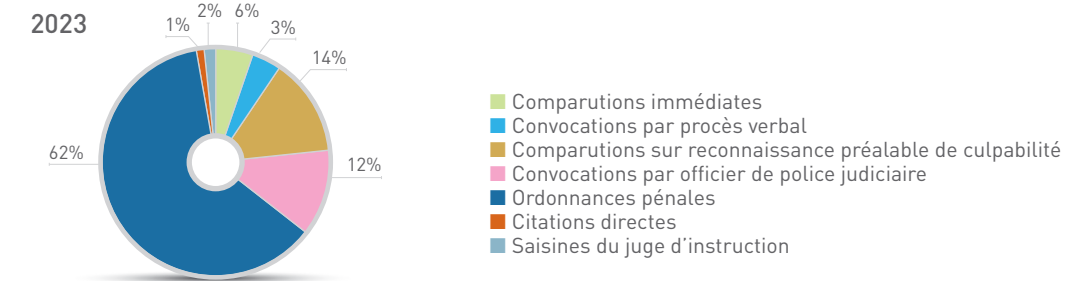 2023
1%
2%
6%
3%
14%
12%
62%
Comparutions immédiates
Convocations par procès verbal
Comparutions sur reconnaissance préalable de culpabilité
Convocations par officier de police judiciaire
Ordonnances pénales
Citations directes
Saisines du juge d’instruction